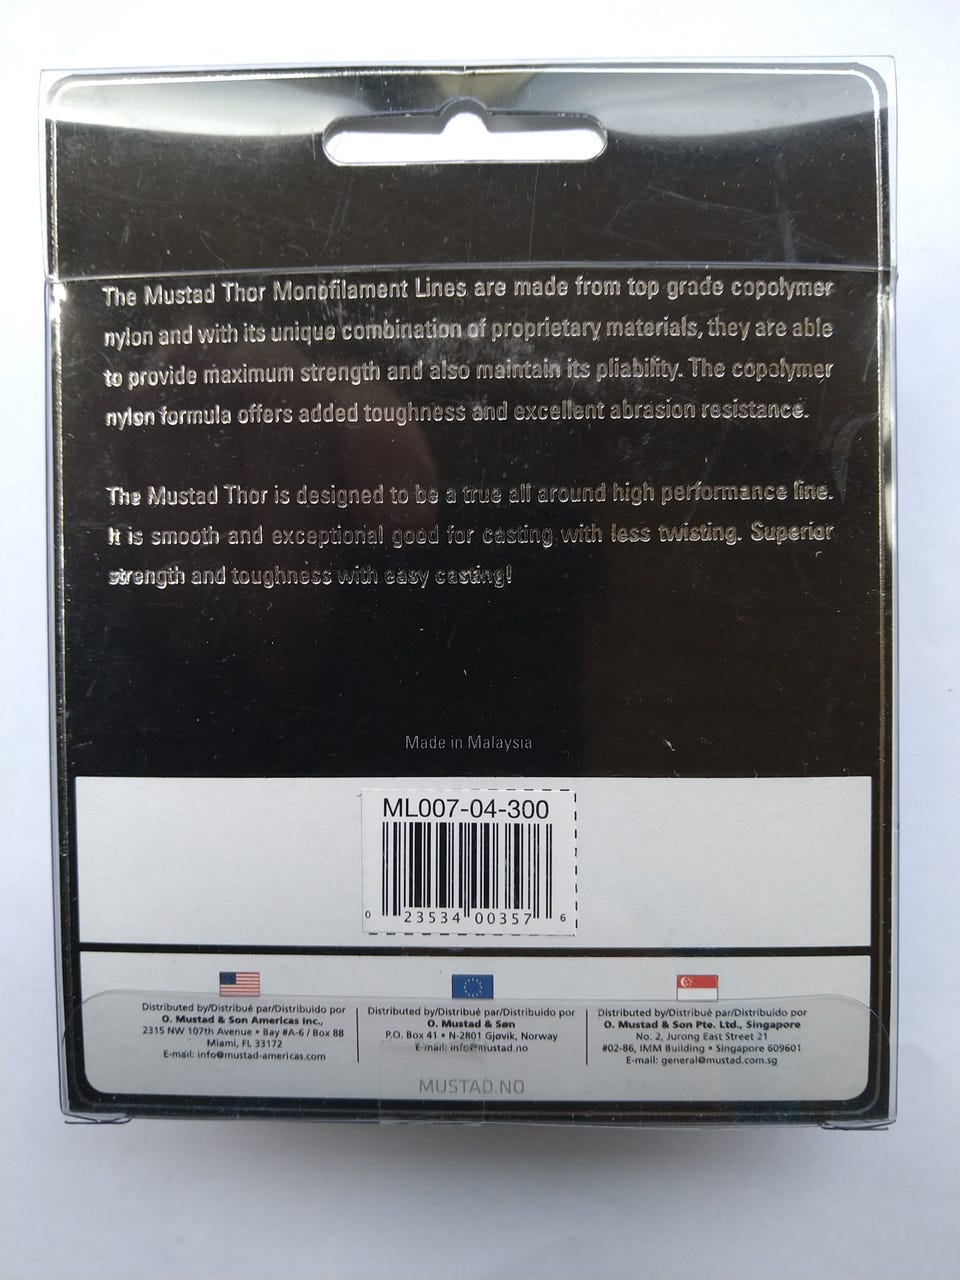 The Mustad Thor Monofilament Lines are made from top grade copolymer
nylon and with its unique combination of proprietary materials, they are able
to provide maximum strength and also maintain its pliability. The copolymer
nylon formula offers added toughness and excellent abrasion resistance.
The Mustad Thor is designed to be a true all around high performance line.
It is smooth and exceptional good for casting with less twisting. Superior
strength and toughness with easy casting!
Made in Malaysia
ML007-04-300
0 23534 00357 6
Distributed by/Distribué par/Distribuido por
O. Mustad & Son Americas Inc.,
2315 NW 107th Avenue • Bay #A-6 / Box 88
Miami, FL 33172
E-mail: info@mustad-americas.com
Distributed by/Distribué par/Distribuido por
O. Mustad & Søn
P.O. Box 41 • N-2801 Gjøvik, Norway
E-mail: info@mustad.no
Distributed by/Distribué par/Distribuido por
O. Mustad & Son Pte. Ltd., Singapore
No. 2, Jurong East Street 21
#02-86, IMM Building • Singapore 609601
E-mail: general@mustad.com.sg
MUSTAD.NO